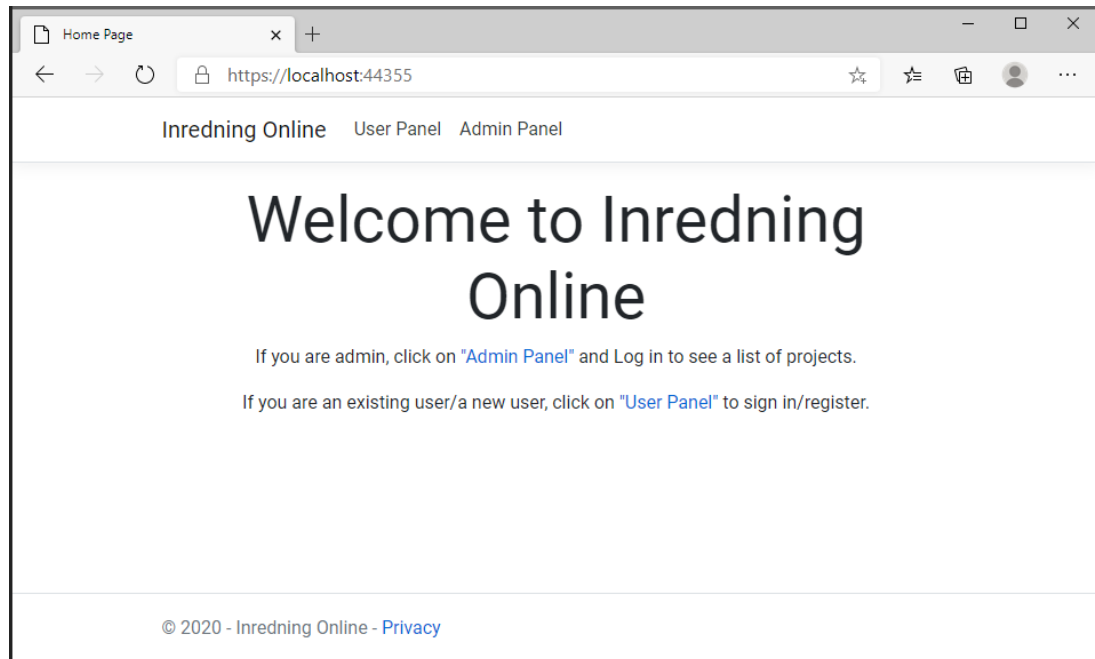 Home Page
https://localhost:44355
Inredning Online User Panel Admin Panel
Welcome to Inredning
Online
If you are admin, click on "Admin Panel" and Log in to see a list of projects.
If you are an existing user/a new user, click on "User Panel" to sign in/register.
© 2020 - Inredning Online - Privacy